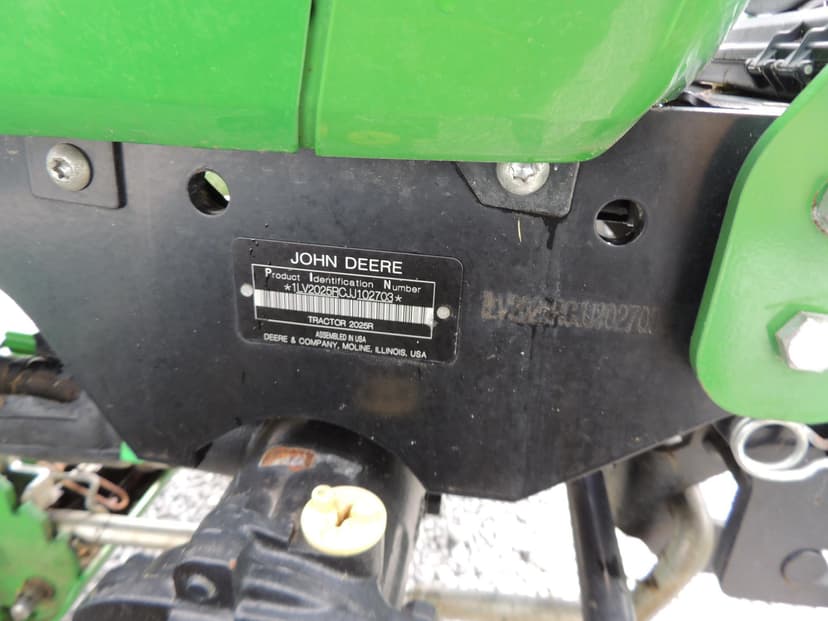 JOHN DEERE
Product Identification Number
*1LV2025RCJJ102703*
TRACTOR 2025R
ASSEMBLED IN USA
DEERE & COMPANY, MOLINE, ILLINOIS, USA